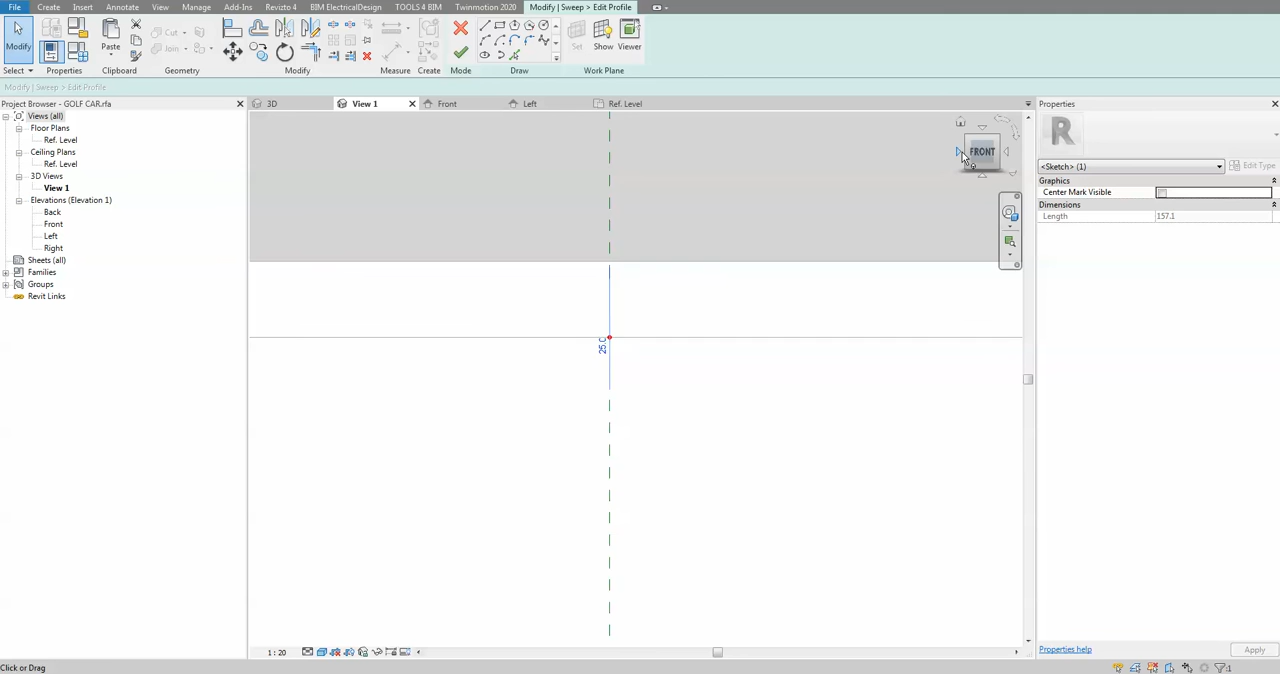 File Create Insert Annotate View Manage Add-Ins Revizto 4 BIM ElectricalDesign TOOLS 4 BIM Twinmotion 2020 Modify | Sweep > Edit Profile
Modify Paste Cut Join Set Show Viewer
Select Properties Clipboard Geometry Modify Measure Create Mode Draw Work Plane
Modify | Sweep > Edit Profile
Project Browser - GOLF CAR.rfa
3D View 1 Front Left Ref. Level
Properties
Views (all)
Floor Plans
Ref. Level
Ceiling Plans
Ref. Level
3D Views
View 1
Elevations (Elevation 1)
Back
Front
Left
Right
Sheets (all)
Families
Groups
Revit Links
FRONT
25.0
<Sketch> (1) Edit Type
Graphics
Center Mark Visible
Dimensions
Length 157.1
1 : 20
Properties help Apply
Click or Drag
:1